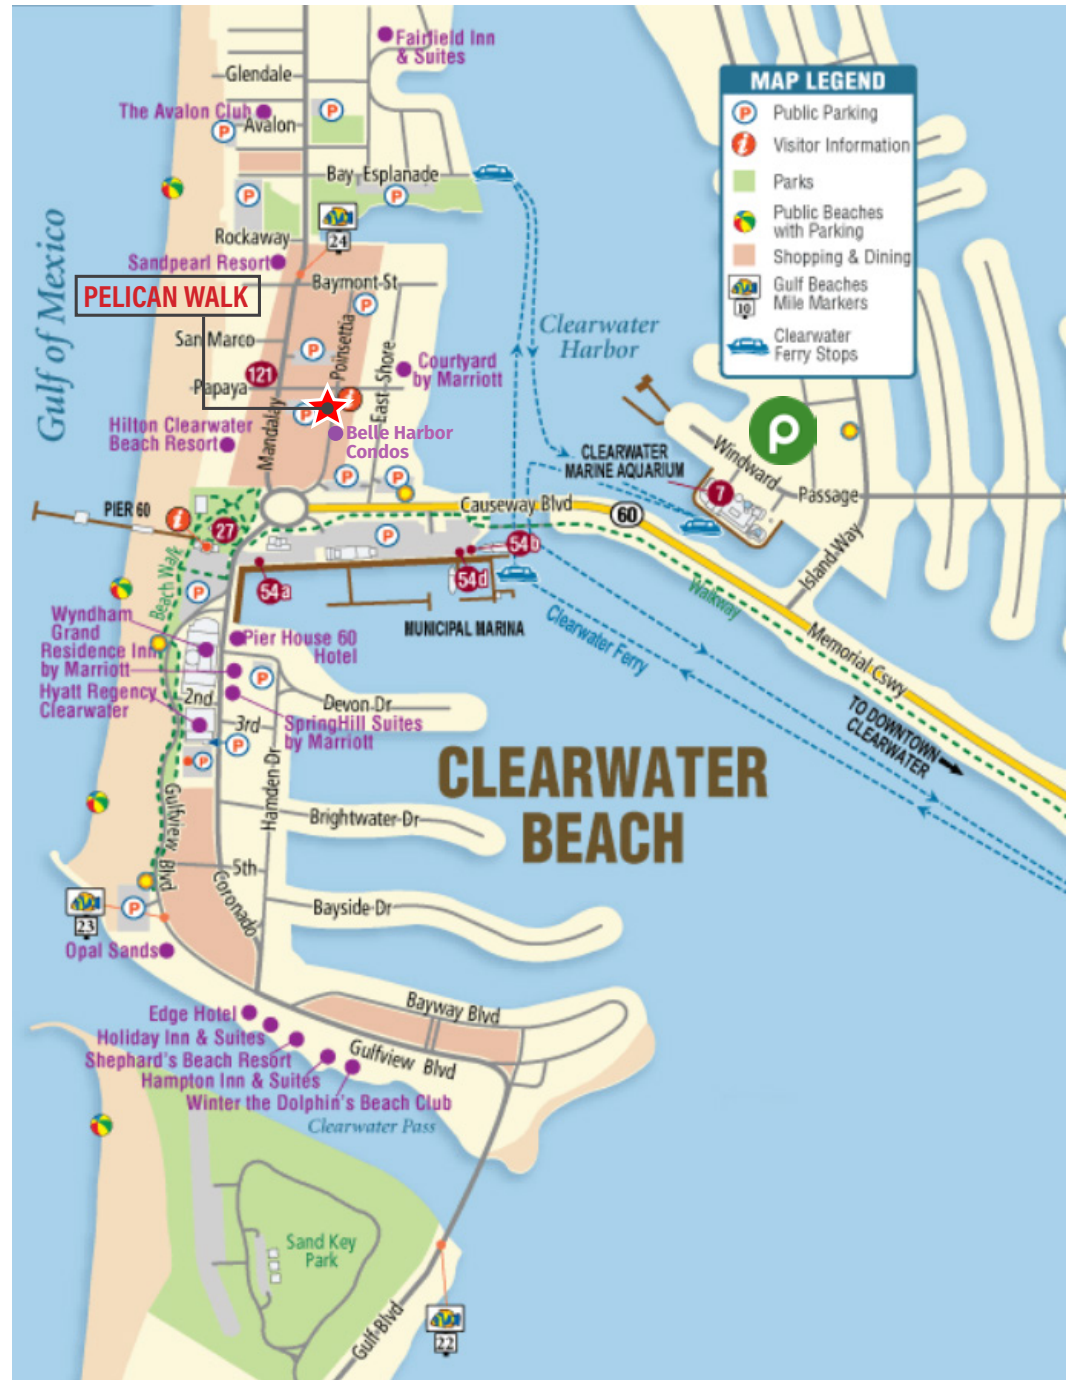 Fairfield Inn
& Suites
Glendale
The Avalon Club
P
P
Avalon
Bay Esplanade
P
P
24
Rockaway
Sandpearl Resort
Baymont-St
PELICAN WALK
P
San Marco
P
Poinsettia
East-Shore
121
Papaya
Courtyard
by Marriott
i
P
Mandalay
Hilton Clearwater
Beach Resort
Belle Harbor
Condos
P
P
Gulf of Mexico
Clearwater
Harbor
MAP LEGEND
P
Public Parking
i
Visitor Information
Parks
Public Beaches
with Parking
Shopping & Dining
10
Gulf Beaches
Mile Markers
Clearwater
Ferry Stops
p
CLEARWATER
MARINE AQUARIUM
7
Windward
Passage
Island-Way
PIER 60
i
27
Causeway Blvd
60
P
54b
54a
54d
MUNICIPAL MARINA
Beach Walk
P
Walkway
Clearwater Ferry
Memorial Cswy
TO DOWNTOWN
CLEARWATER
Wyndham
Grand
Residence Inn
by Marriott
Hyatt Regency
Clearwater
Pier House 60
Hotel
P
2nd
Devon-Dr
3rd
SpringHill Suites
by Marriott
P
P
Hamden-Dr
CLEARWATER
BEACH
Gulfview Blvd
Brightwater-Dr
5th
Coronado
Bayside-Dr
23
P
Opal Sands
Edge Hotel
Holiday Inn & Suites
Shephard's Beach Resort
Hampton Inn & Suites
Winter the Dolphin's Beach Club
Bayway Blvd
Gulfview Blvd
Clearwater Pass
Sand Key
Park
Gulf-Blvd
22